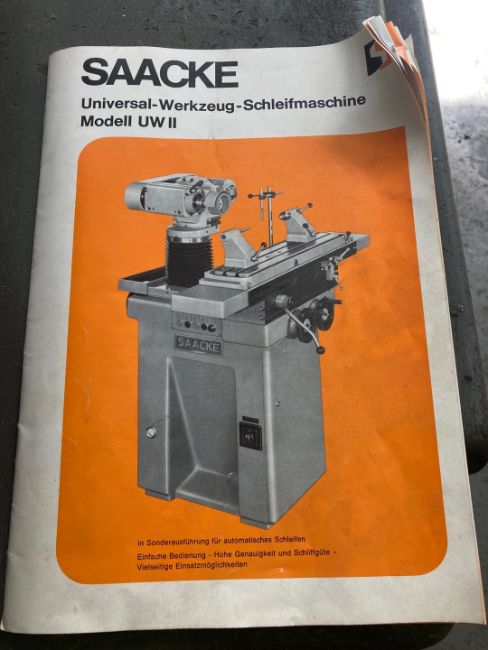 SAACKE
Universal-Werkzeug-Schleifmaschine
Modell UW II
SAACKE
In Sonderausführung für automatisches Schleifen
Einfache Bedienung - Hohe Genauigkeit und Schliffgüte -
Vielseitige Einsatzmöglichkeiten